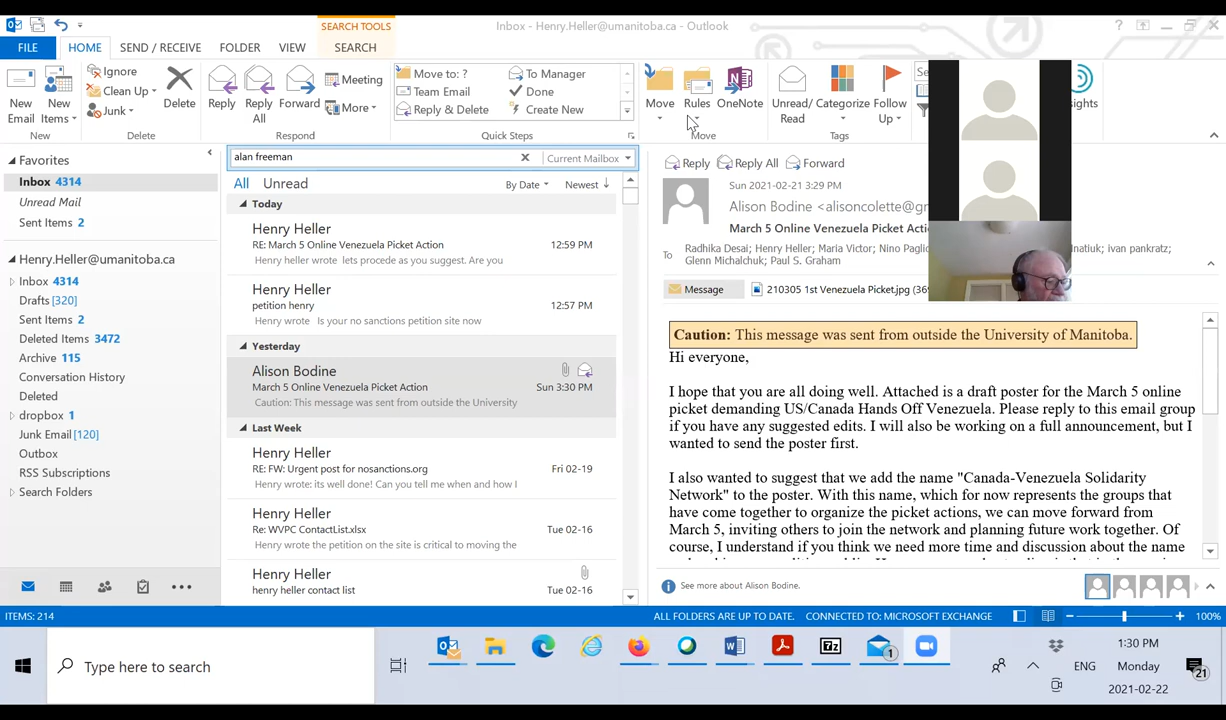 SEARCH TOOLS
Inbox - Henry.Heller@umanitoba.ca - Outlook
?
FILE
HOME
SEND / RECEIVE
FOLDER
VIEW
SEARCH
New Email
New Items
New
Ignore
Clean Up
Junk
Delete
Delete
Reply
Reply All
Forward
Meeting
More
Respond
Move to: ?
To Manager
Team Email
Done
Reply & Delete
Create New
Quick Steps
Move
Rules
OneNote
Move
Unread/ Read
Categorize
Follow Up
Tags
Favorites
Inbox 4314
Unread Mail
Sent Items 2
Henry.Heller@umanitoba.ca
Inbox 4314
Drafts [320]
Sent Items 2
Deleted Items 3472
Archive 115
Conversation History
Deleted
dropbox 1
Junk Email [120]
Outbox
RSS Subscriptions
Search Folders
alan freeman
Current Mailbox
All Unread
By Date Newest
Today
Henry Heller
RE: March 5 Online Venezuela Picket Action 12:59 PM
Henry heller wrote lets procede as you suggest. Are you
Henry Heller
petition henry 12:57 PM
Henry wrote Is your no sanctions petition site now
Yesterday
Alison Bodine
March 5 Online Venezuela Picket Action Sun 3:30 PM
Caution: This message was sent from outside the University
Last Week
Henry Heller
RE: FW: Urgent post for nosanctions.org Fri 02-19
Henry wrote: its well done! Can you tell me when and how I
Henry Heller
Re: WVPC ContactList.xlsx Tue 02-16
Henry wrote the petition on the site is critical to moving the
Henry Heller
henry heller contact list Tue 02-16
Reply Reply All Forward
Sun 2021-02-21 3:29 PM
Alison Bodine <alisoncolette@gr
March 5 Online Venezuela Picket Acti
To
Radhika Desai; Henry Heller; Maria Victor; Nino Paglic
natiuk; ivan pankratz;
Glenn Michalchuk; Paul S. Graham
Message
210305 1st Venezuela Picket.jpg (369
Caution: This message was sent from outside the University of Manitoba.
Hi everyone,
I hope that you are all doing well. Attached is a draft poster for the March 5 online
picket demanding US/Canada Hands Off Venezuela. Please reply to this email group
if you have any suggested edits. I will also be working on a full announcement, but I
wanted to send the poster first.
I also wanted to suggest that we add the name "Canada-Venezuela Solidarity
Network" to the poster. With this name, which for now represents the groups that
have come together to organize the picket actions, we can move forward from
March 5, inviting others to join the network and planning future work together. Of
course, I understand if you think we need more time and discussion about the name
See more about Alison Bodine.
ITEMS: 214
ALL FOLDERS ARE UP TO DATE.
CONNECTED TO: MICROSOFT EXCHANGE
100%
Type here to search
1
ENG
1:30 PM
Monday
2021-02-22
21